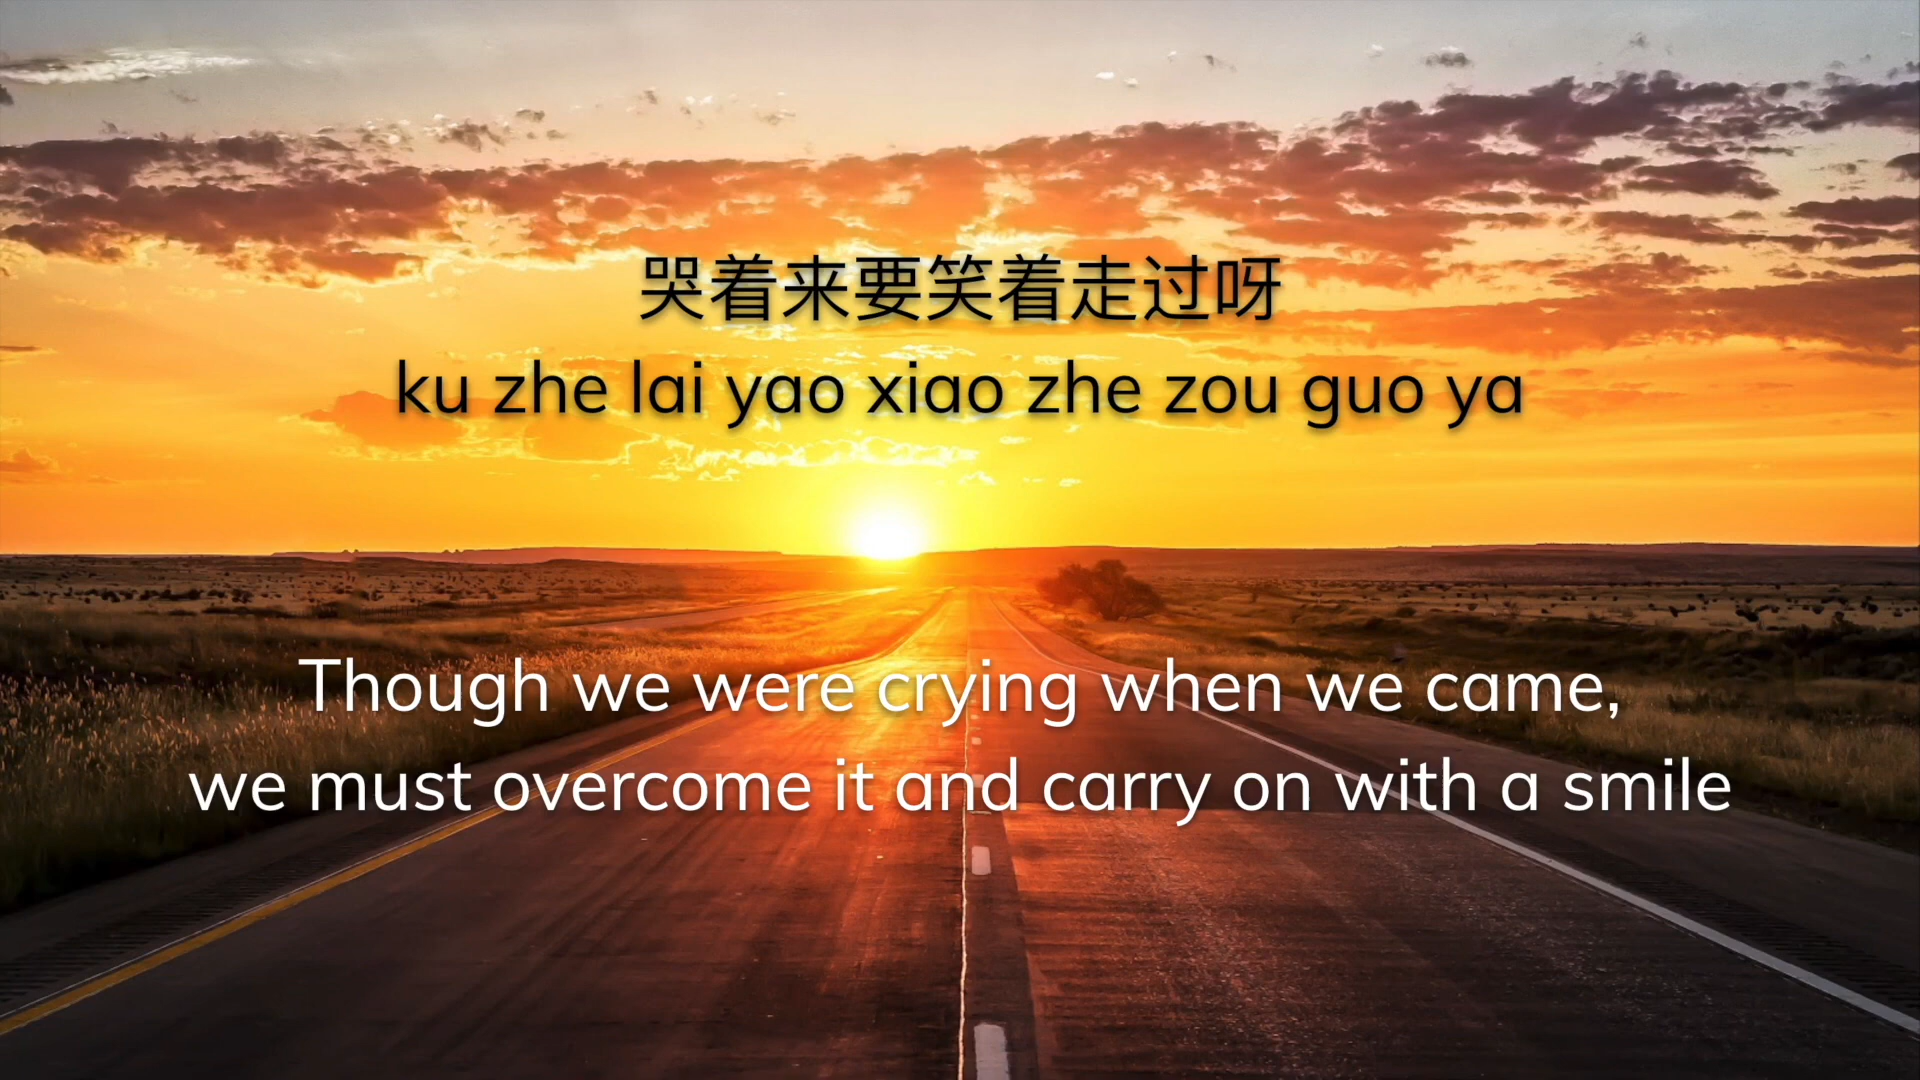 哭着来要笑着走过呀
ku zhe lai yao xiao zhe zou guo ya
Though we were crying when we came,
we must overcome it and carry on with a smile